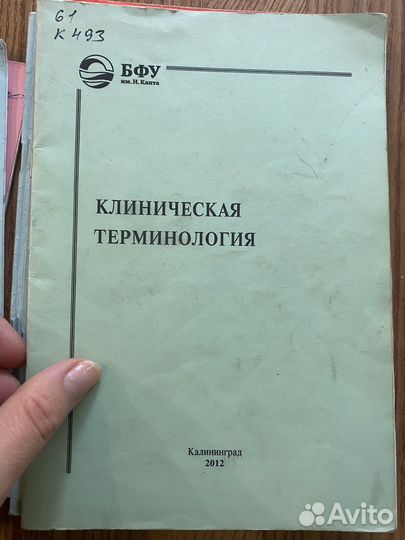 61
К 493
БФУ
им. И. Канта
КЛИНИЧЕСКАЯ
ТЕРМИНОЛОГИЯ
Калининград
2012
Avito